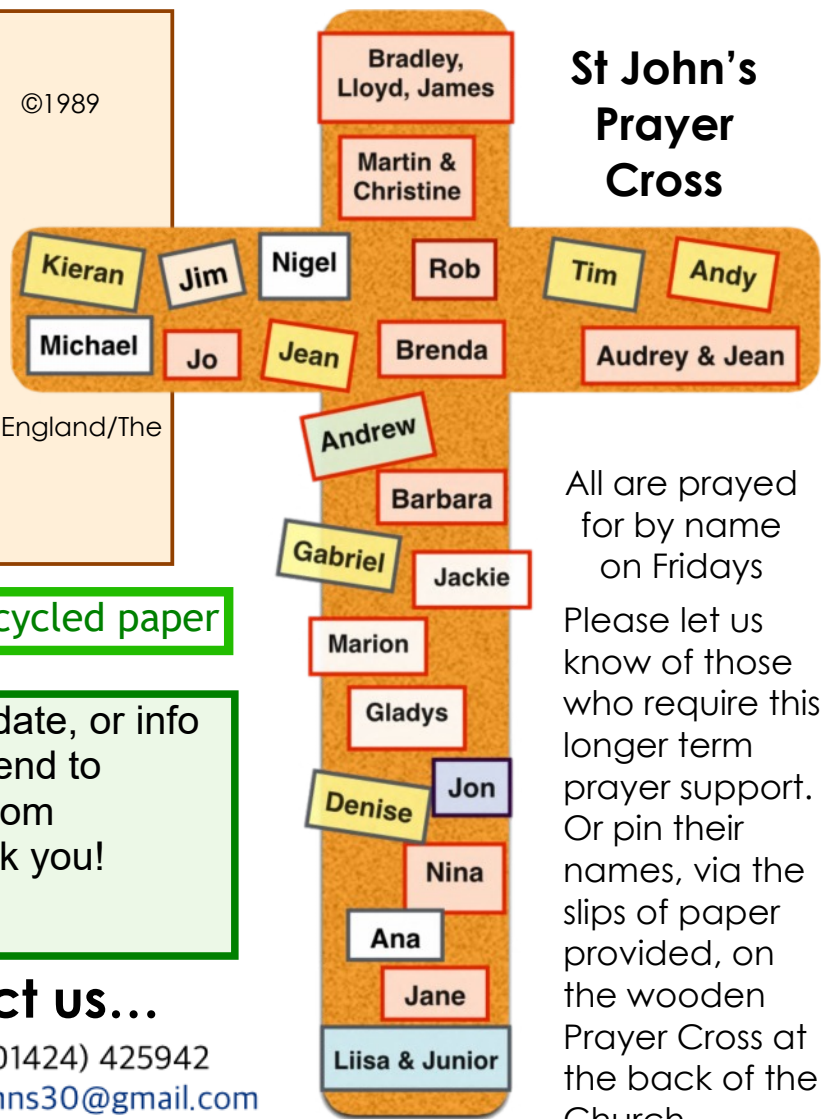 ©1989
England/The
cycled paper
date, or info
end to
om
k you!
ct us…
01424) 425942
nns30@gmail.com
Bradley,
Lloyd, James
Martin &
Christine
Kieran
Jim
Nigel
Rob
Tim
Andy
Michael
Jo
Jean
Brenda
Audrey & Jean
Andrew
Barbara
Gabriel
Jackie
Marion
Gladys
Jon
Denise
Nina
Ana
Jane
Liisa & Junior
St John’s
Prayer
Cross
All are prayed
for by name
on Fridays
Please let us
know of those
who require this
longer term
prayer support.
Or pin their
names, via the
slips of paper
provided, on
the wooden
Prayer Cross at
the back of the
Church